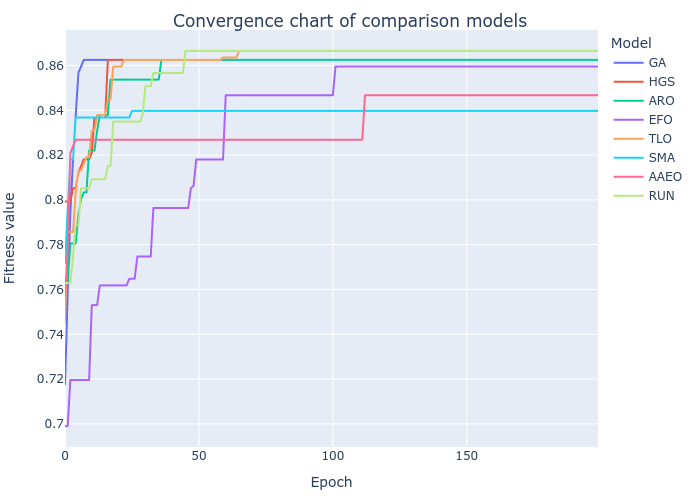 Convergence chart of comparison models
Model
GA
HGS
ARO
EFO
TLO
SMA
AAEO
RUN
Fitness value
0.86
0.84
0.82
0.8
0.78
0.76
0.74
0.72
0.7
0
50
100
150
Epoch